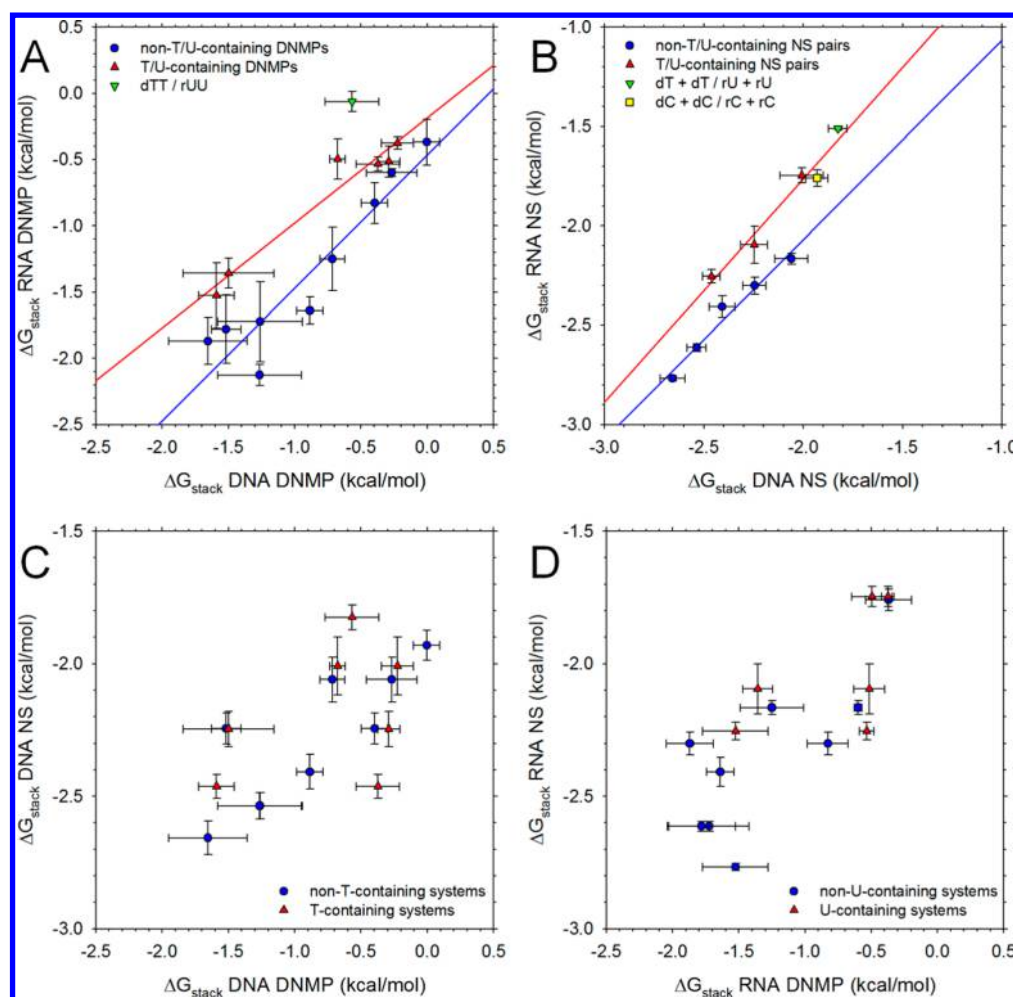 A
non-T/U-containing DNMPs
T/U-containing DNMPs
dTT / rUU
0.5
0.0
-0.5
-1.0
-1.5
-2.0
-2.5
ΔGstack RNA DNMP (kcal/mol)
-2.5 -2.0 -1.5 -1.0 -0.5 0.0 0.5
ΔGstack DNA DNMP (kcal/mol)
B
non-T/U-containing NS pairs
T/U-containing NS pairs
dT + dT / rU + rU
dC + dC / rC + rC
-1.0
-1.5
-2.0
-2.5
-3.0
ΔGstack RNA NS (kcal/mol)
-3.0 -2.5 -2.0 -1.5 -1.0
ΔGstack DNA NS (kcal/mol)
C
-1.5
-2.0
-2.5
-3.0
ΔGstack DNA NS (kcal/mol)
non-T-containing systems
T-containing systems
-2.5 -2.0 -1.5 -1.0 -0.5 0.0 0.5
ΔGstack DNA DNMP (kcal/mol)
D
-1.5
-2.0
-2.5
-3.0
ΔGstack RNA NS (kcal/mol)
non-U-containing systems
U-containing systems
-2.5 -2.0 -1.5 -1.0 -0.5 0.0 0.5
ΔGstack RNA DNMP (kcal/mol)